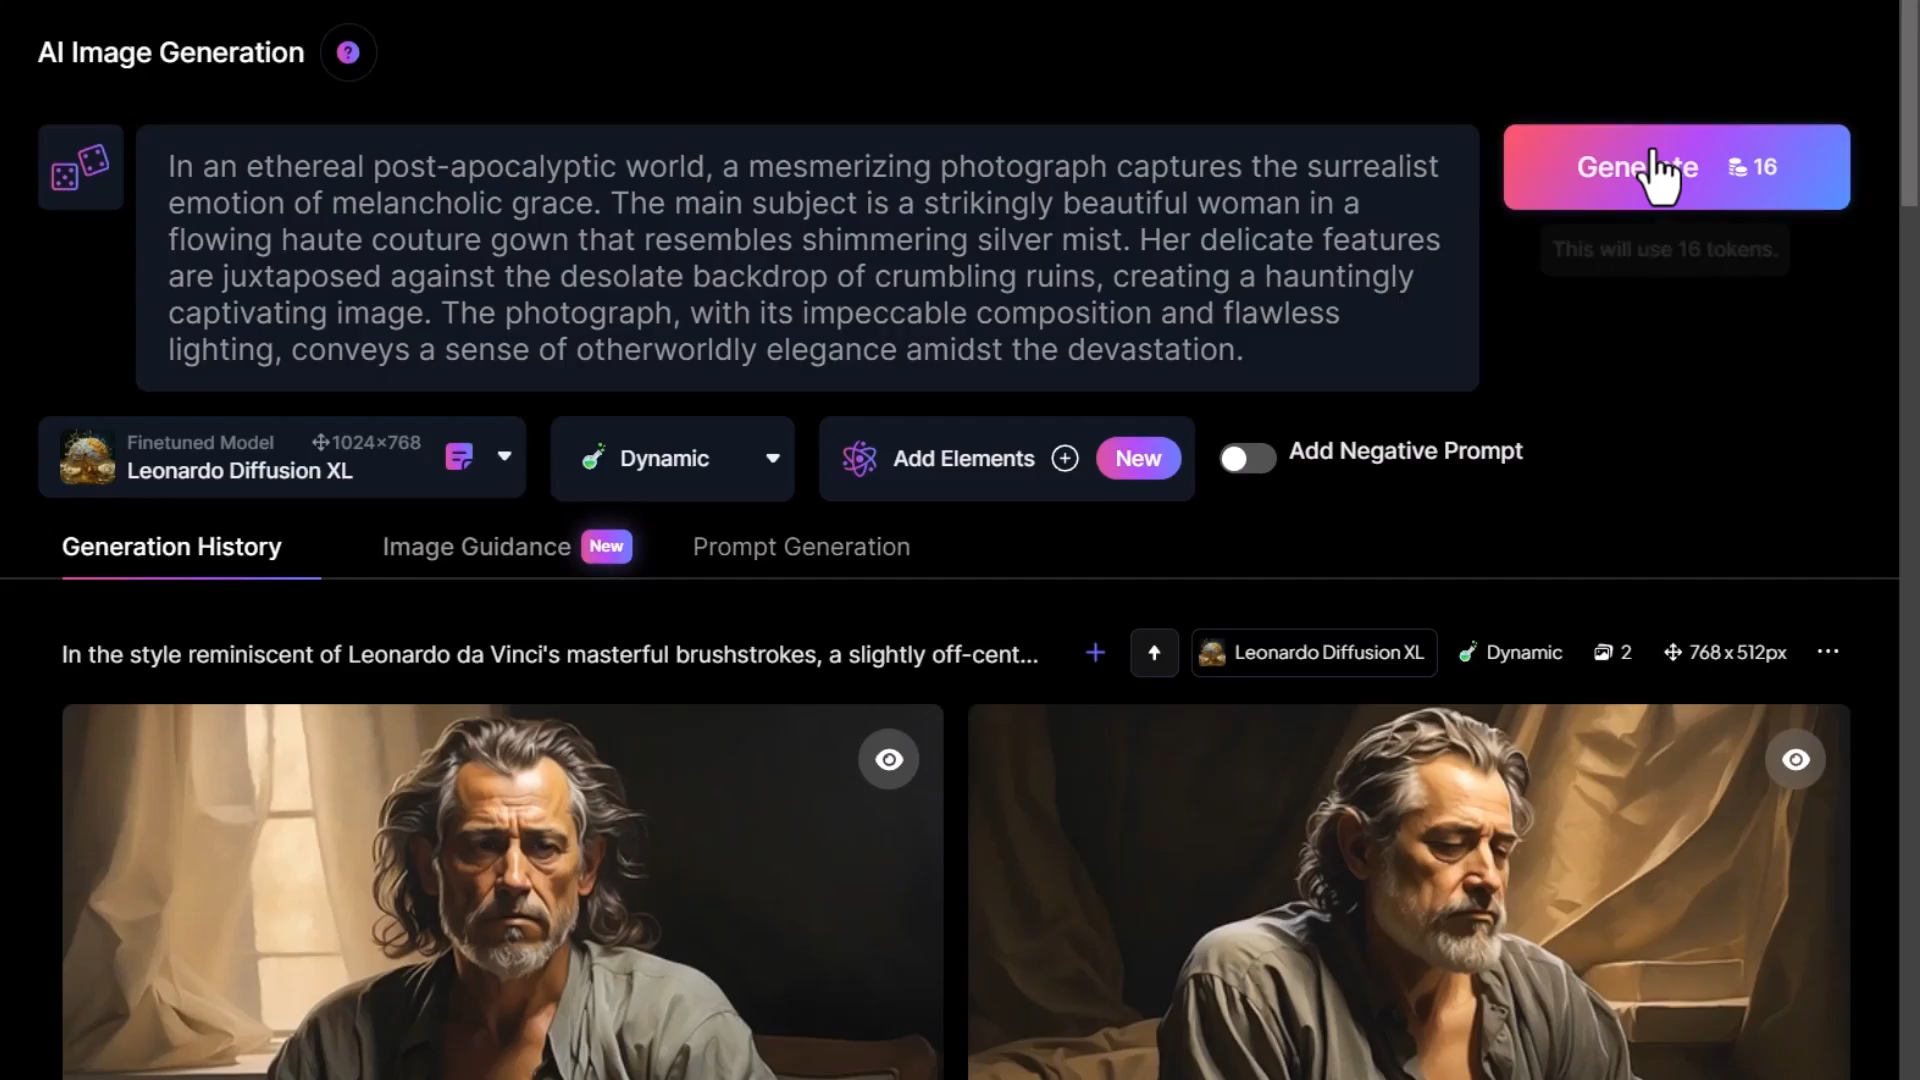 AI Image Generation
In an ethereal post-apocalyptic world, a mesmerizing photograph captures the surrealist
emotion of melancholic grace. The main subject is a strikingly beautiful woman in a
flowing haute couture gown that resembles shimmering silver mist. Her delicate features
are juxtaposed against the desolate backdrop of crumbling ruins, creating a hauntingly
captivating image. The photograph, with its impeccable composition and flawless
lighting, conveys a sense of otherworldly elegance amidst the devastation.
Generate 16
This will use 16 tokens.
Finetuned Model 1024×768
Leonardo Diffusion XL
Dynamic
Add Elements
New
Add Negative Prompt
Generation History
Image Guidance New
Prompt Generation
In the style reminiscent of Leonardo da Vinci's masterful brushstrokes, a slightly off-cent...
Leonardo Diffusion XL
Dynamic
2
768 x 512px